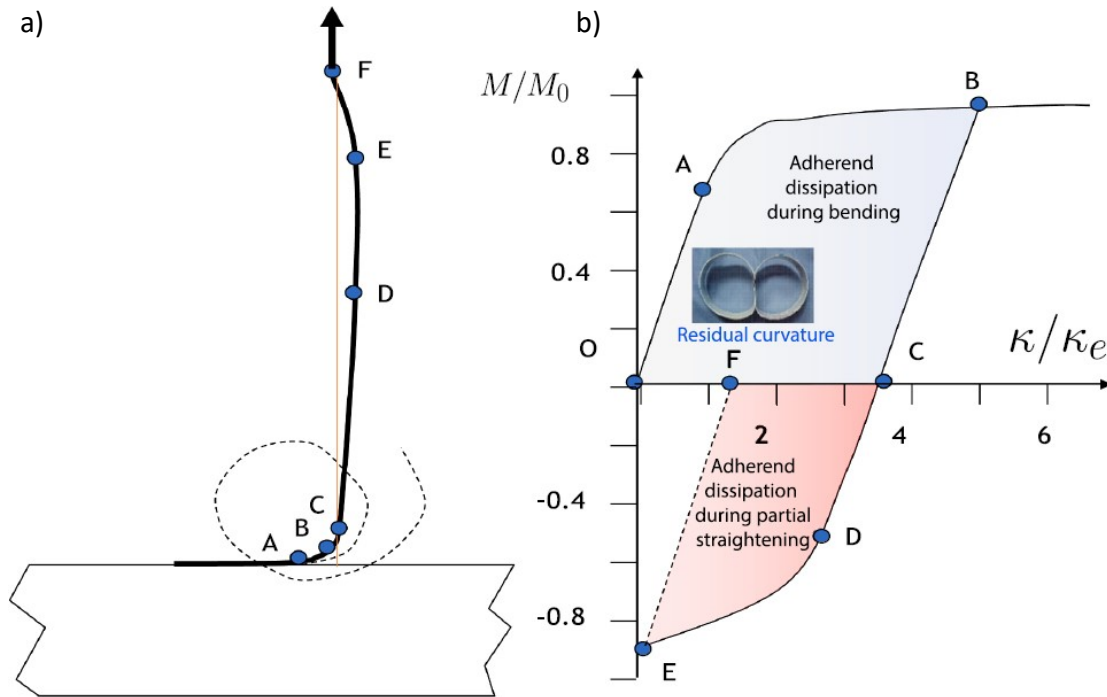 a)
F
E
D
C
B
A
b)
M/M₀
B
0.8
A
Adherend
dissipation
during bending
0.4
Residual curvature
O
F
C
κ/κₑ
2
4
6
Adherend
dissipation
during partial
straightening
-0.4
D
-0.8
E